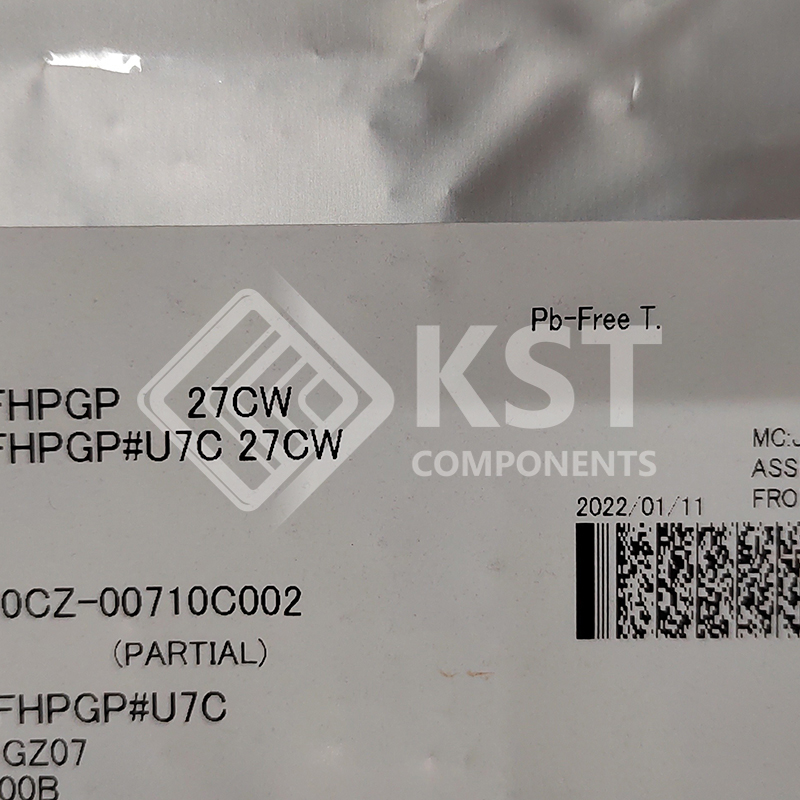 Pb-Free T.
FHPGP 27CW
FHPGP#U7C 27CW
KST
COMPONENTS
MC:J
ASS
FRO
2022/01/11
0CZ-00710C002
(PARTIAL)
FHPGP#U7C
GZ07
00B